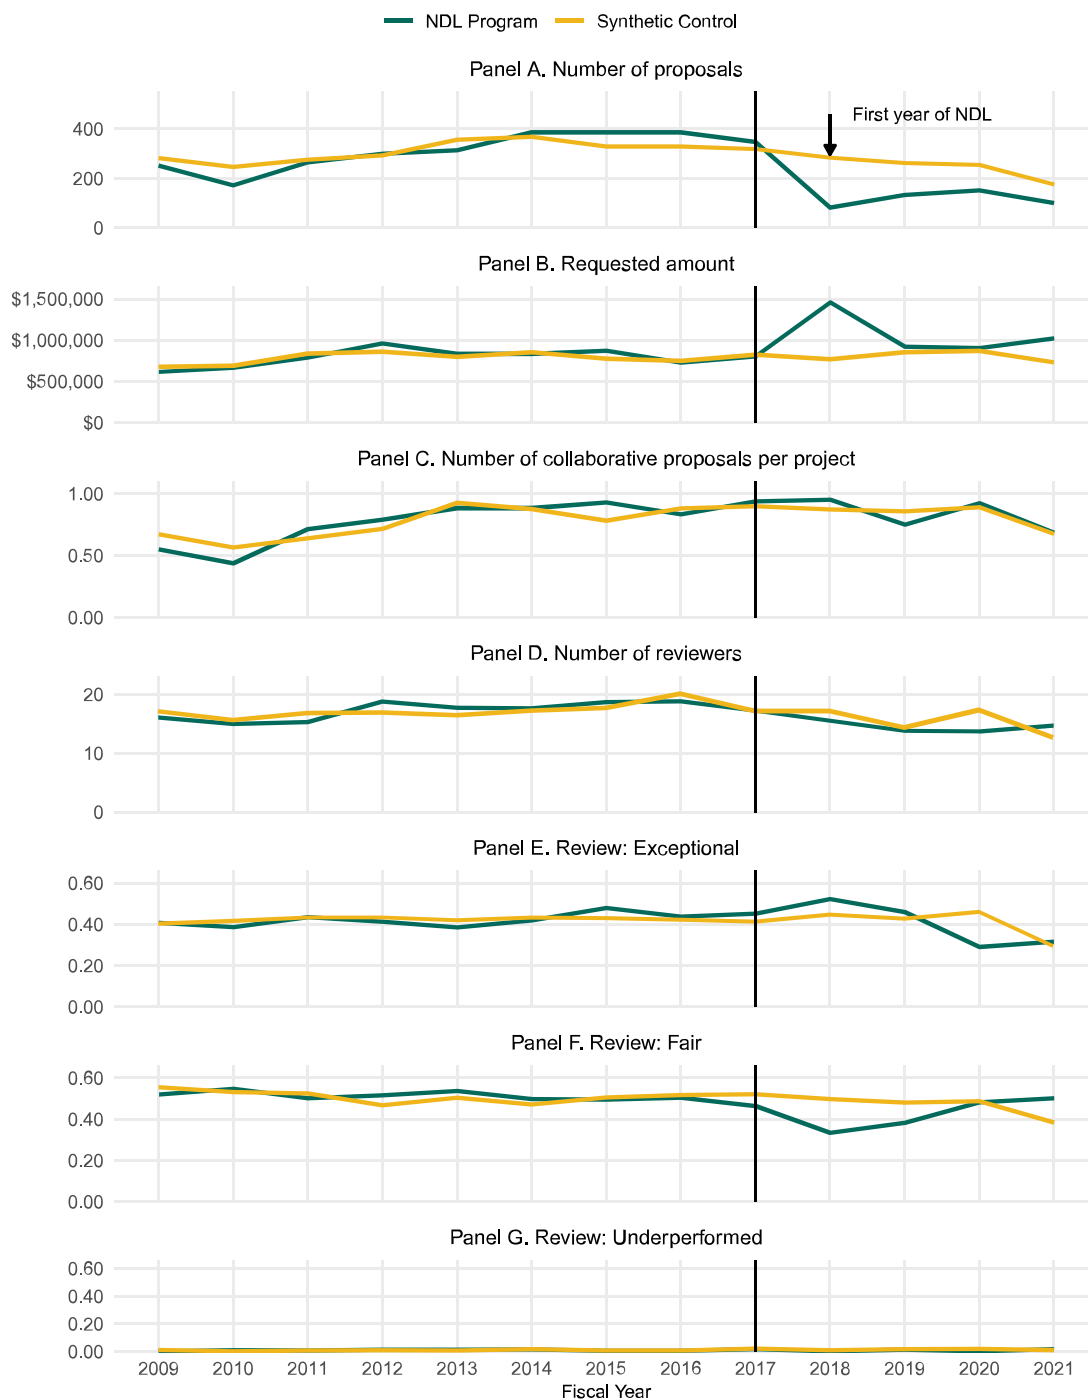 NDL Program Synthetic Control
Panel A. Number of proposals
First year of NDL
400
200
0
Panel B. Requested amount
$1,500,000
$1,000,000
$500,000
$0
Panel C. Number of collaborative proposals per project
1.00
0.50
0.00
Panel D. Number of reviewers
20
10
0
Panel E. Review: Exceptional
0.60
0.40
0.20
0.00
Panel F. Review: Fair
0.60
0.40
0.20
0.00
Panel G. Review: Underperformed
0.60
0.40
0.20
0.00
2009 2010 2011 2012 2013 2014 2015 2016 2017 2018 2019 2020 2021
Fiscal Year